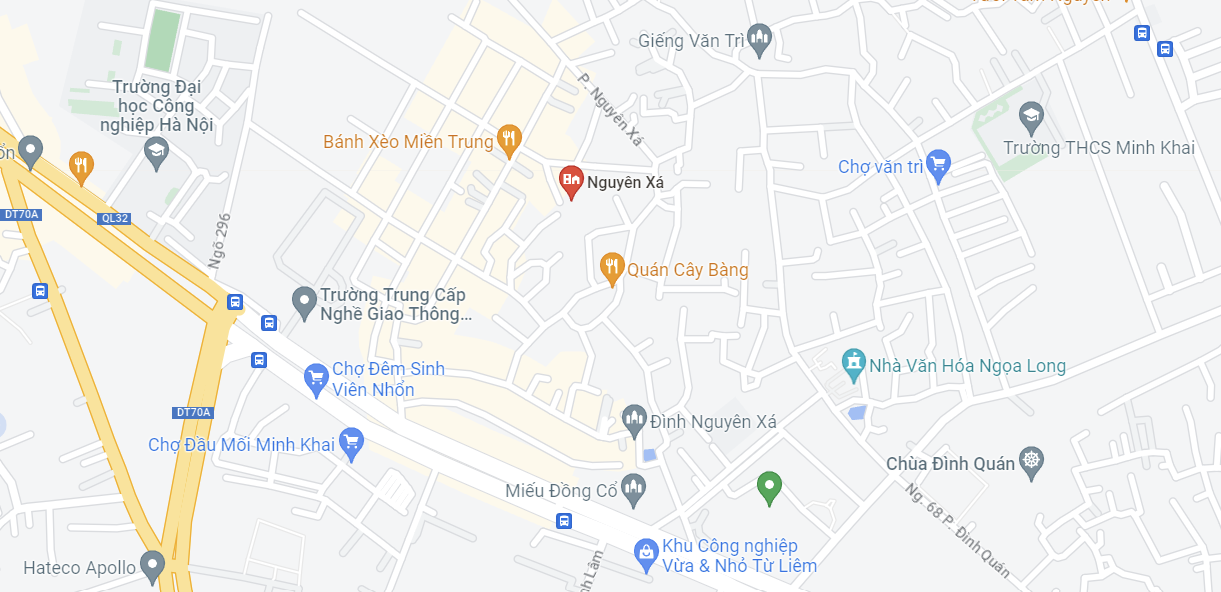 Giếng Văn Trì
P. Nguyên Xá
Trường Đại
học Công
nghiệp Hà Nội
Bánh Xèo Miền Trung
Trường THCS Minh Khai
Chợ văn trì
Nguyên Xá
DT70A
QL32
Ngõ 296
Quán Cây Bàng
Trường Trung Cấp
Nghề Giao Thông...
Nhà Văn Hóa Ngọa Long
Chợ Đêm Sinh
Viên Nhổn
DT70A
Đình Nguyên Xá
Chợ Đầu Mối Minh Khai
Chùa Đình Quán
Miếu Đồng Cổ
Ng. 68 P. Đình Quán
Khu Công nghiệp
Vừa & Nhỏ Từ Liêm
Hateco Apollo